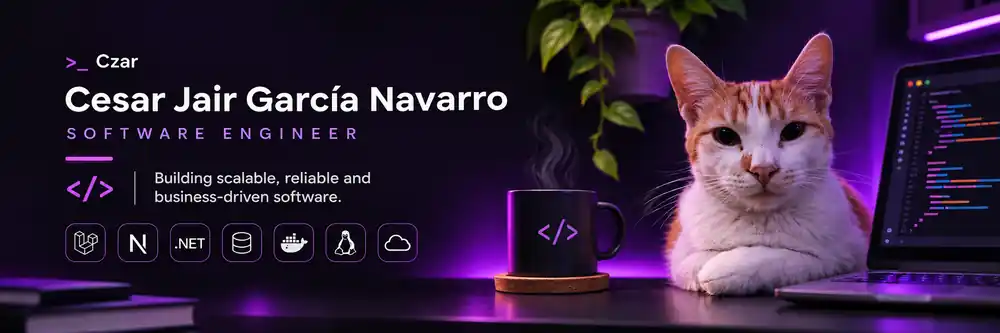 >_ Czar
Cesar Jair García Navarro
SOFTWARE ENGINEER
</>
Building scalable, reliable and
business-driven software.
N
.NET
</>